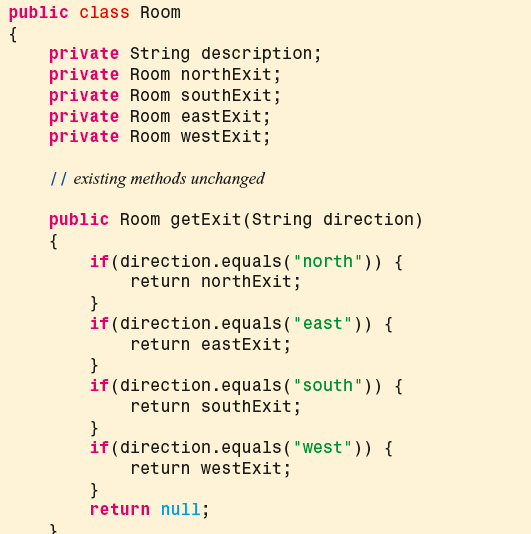 public class Room
{
    private String description;
    private Room northExit;
    private Room southExit;
    private Room eastExit;
    private Room westExit;

    // existing methods unchanged

    public Room getExit(String direction)
    {
        if(direction.equals("north")) {
            return northExit;
        }
        if(direction.equals("east")) {
            return eastExit;
        }
        if(direction.equals("south")) {
            return southExit;
        }
        if(direction.equals("west")) {
            return westExit;
        }
        return null;
    }